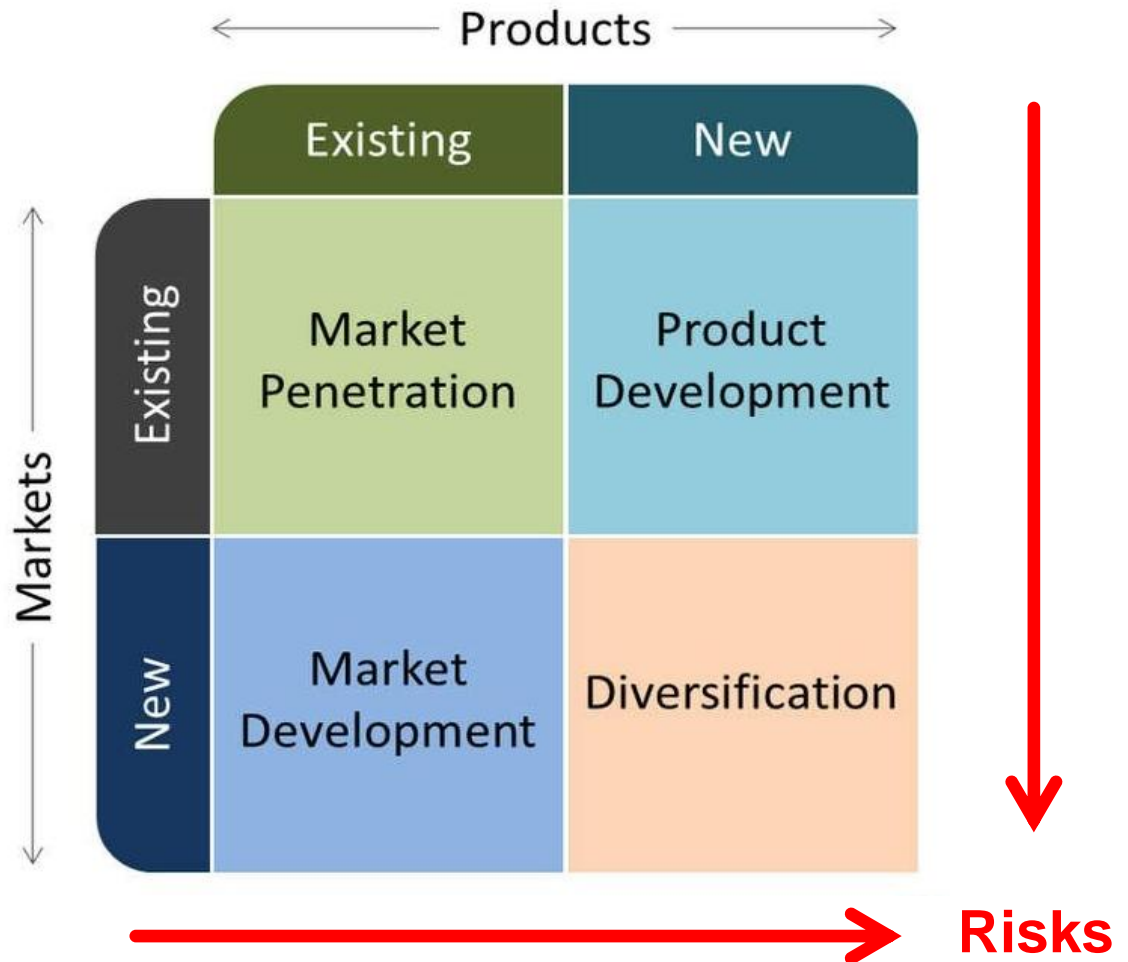 Products
Existing
New
Markets
Existing
Market
Penetration
Product
Development
New
Market
Development
Diversification
Risks